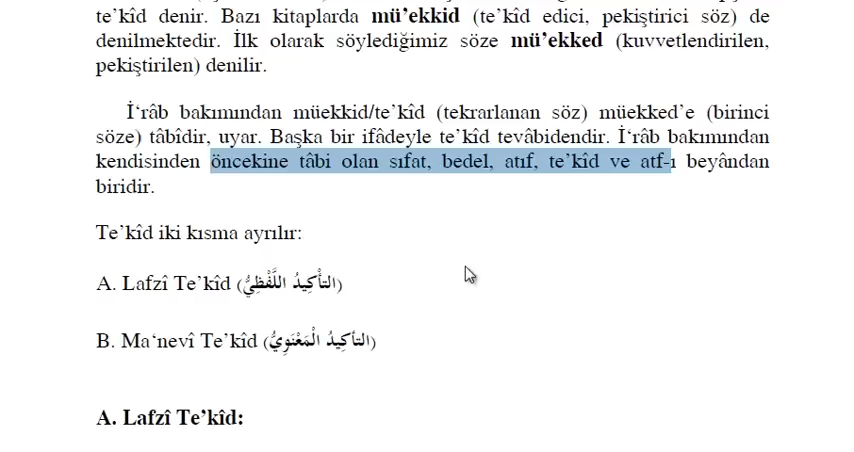 te’kîd denir. Bazı kitaplarda mü’ekkid (te’kîd edici, pekiştirici söz) de
denilmektedir. İlk olarak söylediğimiz söze mü’ekked (kuvvetlendirilen,
pekiştirilen) denilir.
İ‘râb bakımından müekkid/te’kîd (tekrarlanan söz) müekked’e (birinci
söze) tâbîdir, uyar. Başka bir ifâdeyle te’kîd tevâbidendir. İ‘râb bakımından
kendisinden öncekine tâbi olan sıfat, bedel, atıf, te’kîd ve atf-ı beyândan
biridir.
Te’kîd iki kısma ayrılır:
A. Lafzî Te’kîd (التأْكِيدُ اللَّفْظِيُّ)
B. Ma‘nevî Te’kîd (التأكِيدُ الْمَعْنَوِيُّ)
A. Lafzî Te’kîd: